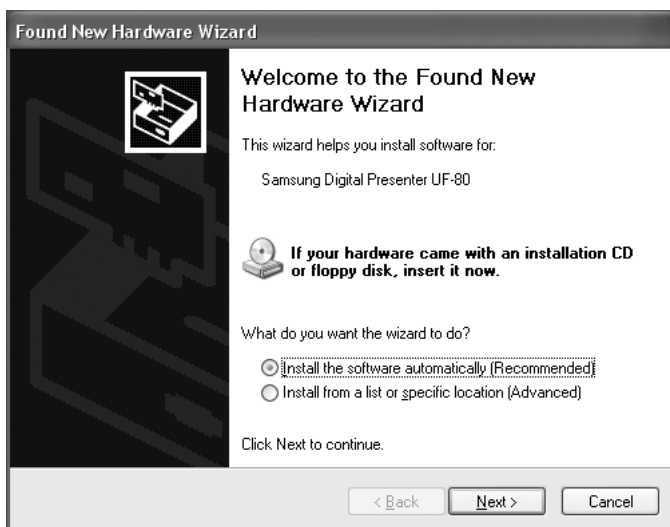 Found New Hardware Wizard
Welcome to the Found New
Hardware Wizard
This wizard helps you install software for:
Samsung Digital Presenter UF-80
If your hardware came with an installation CD
or floppy disk, insert it now.
What do you want the wizard to do?
Install the software automatically (Recommended)
Install from a list or specific location (Advanced)
Click Next to continue.
< Back
Next >
Cancel